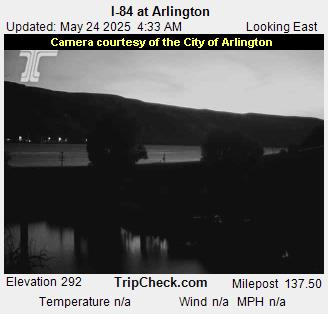 I-84 at Arlington
Updated: May 24 2025 4:33 AM Looking East
Camera courtesy of the City of Arlington
Elevation 292 TripCheck.com Milepost 137.50
Temperature n/a Wind n/a MPH n/a